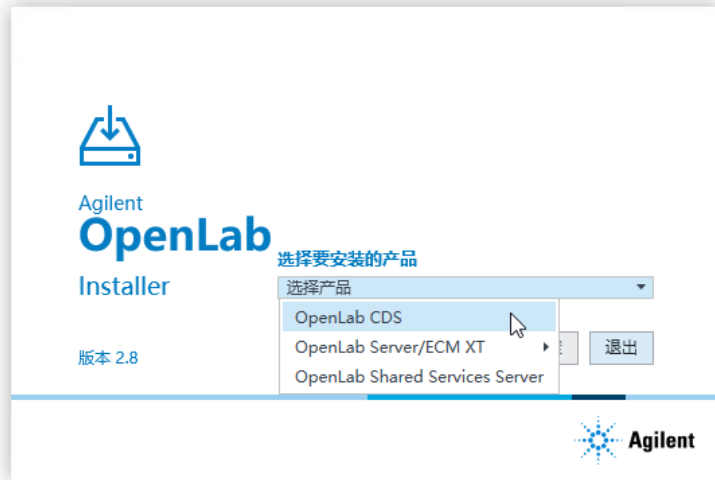 Agilent
OpenLab
Installer
版本 2.8
选择要安装的产品
选择产品
OpenLab CDS
OpenLab Server/ECM XT
OpenLab Shared Services Server
退出
Agilent